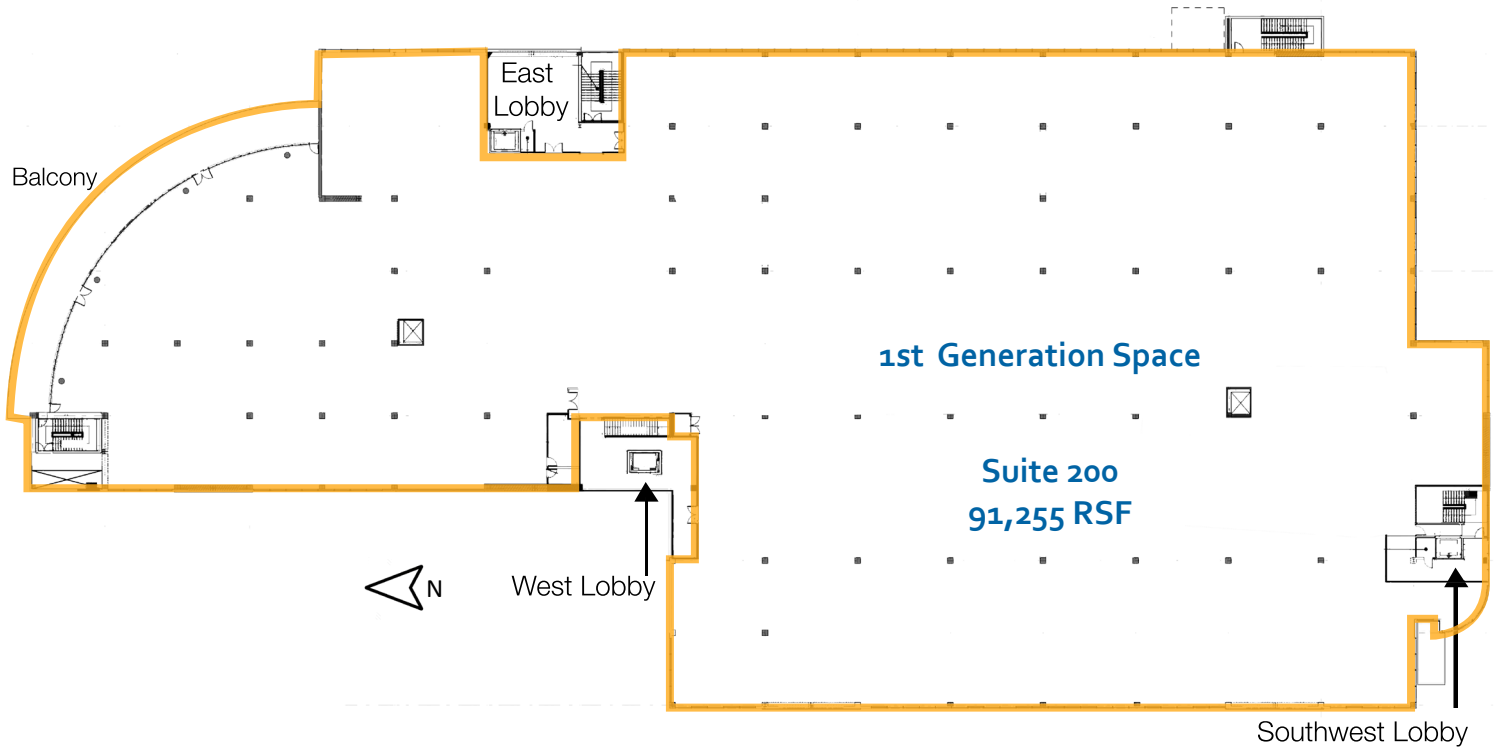 East
Lobby
Balcony
1st  Generation Space
Suite 200
91,255 RSF
West Lobby
N
Southwest Lobby